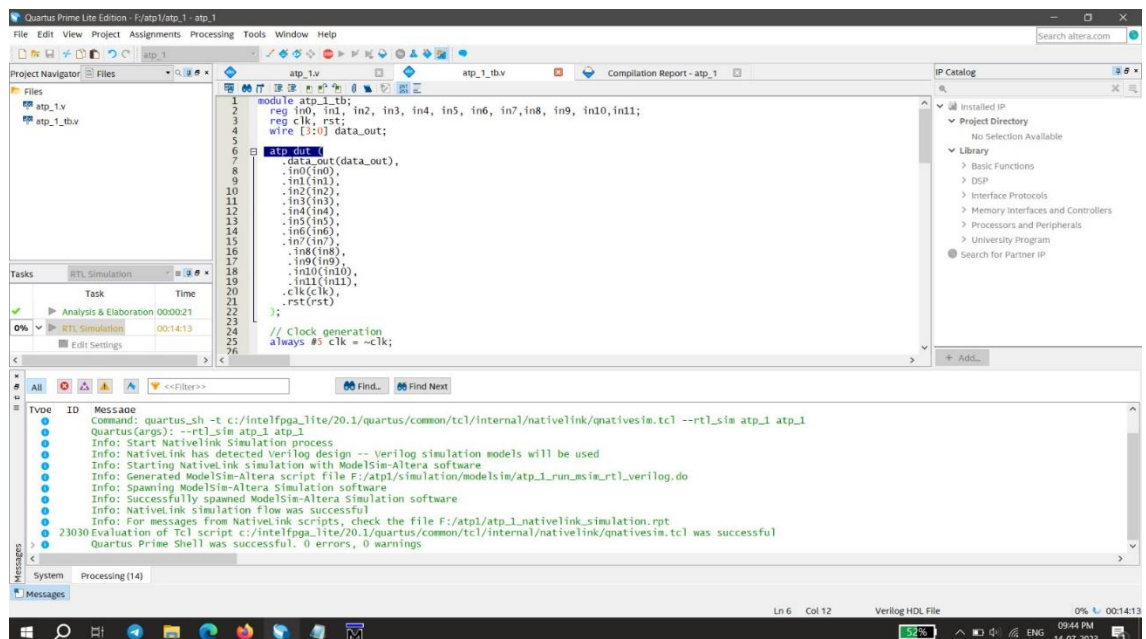 Quartus Prime Lite Edition - F:/atp1/atp_1 - atp_1
File Edit View Project Assignments Processing Tools Window Help
Search altera.com
atp_1
Project Navigator Files
atp_1.v
atp_1_tb.v
Compilation Report - atp_1
IP Catalog
Files
atp_1.v
atp_1_tb.v
1 module atp_1_tb;
2 reg in0, in1, in2, in3, in4, in5, in6, in7,in8, in9, in10,in11;
3 reg clk, rst;
4 wire [3:0] data_out;
5
6 atp dut (
7 .data_out(data_out),
8 .in0(in0),
9 .in1(in1),
10 .in2(in2),
11 .in3(in3),
12 .in4(in4),
13 .in5(in5),
14 .in6(in6),
15 .in7(in7),
16 .in8(in8),
17 .in9(in9),
18 .in10(in10),
19 .in11(in11),
20 .clk(clk),
21 .rst(rst)
22 );
23
24 // Clock generation
25 always #5 clk = ~clk;
26
Installed IP
Project Directory
No Selection Available
Library
Basic Functions
DSP
Interface Protocols
Memory Interfaces and Controllers
Processors and Peripherals
University Program
Search for Partner IP
+ Add...
Tasks RTL Simulation
Task Time
Analysis & Elaboration 00:00:21
0% RTL Simulation 00:14:13
Edit Settings
All <<Filter>> Find... Find Next
Type ID Message
Command: quartus_sh -t c:/intelfpga_lite/20.1/quartus/common/tcl/internal/nativelink/qnativesim.tcl --rtl_sim atp_1 atp_1
Quartus(args): --rtl_sim atp_1 atp_1
Info: Start Nativelink Simulation process
Info: NativeLink has detected Verilog design -- Verilog simulation models will be used
Info: Starting NativeLink simulation with ModelSim-Altera software
Info: Generated ModelSim-Altera script file F:/atp1/simulation/modelsim/atp_1_run_msim_rtl_verilog.do
Info: Spawning ModelSim-Altera Simulation software
Info: Successfully spawned ModelSim-Altera Simulation software
Info: NativeLink simulation flow was successful
Info: For messages from NativeLink scripts, check the file F:/atp1/atp_1_nativelink_simulation.rpt
23030 Evaluation of Tcl script c:/intelfpga_lite/20.1/quartus/common/tcl/internal/nativelink/qnativesim.tcl was successful
Quartus Prime Shell was successful. 0 errors, 0 warnings
Messages
System Processing (14)
Messages
Ln 6 Col 12 Verilog HDL File 0% 00:14:13
52% ENG 09:44 PM